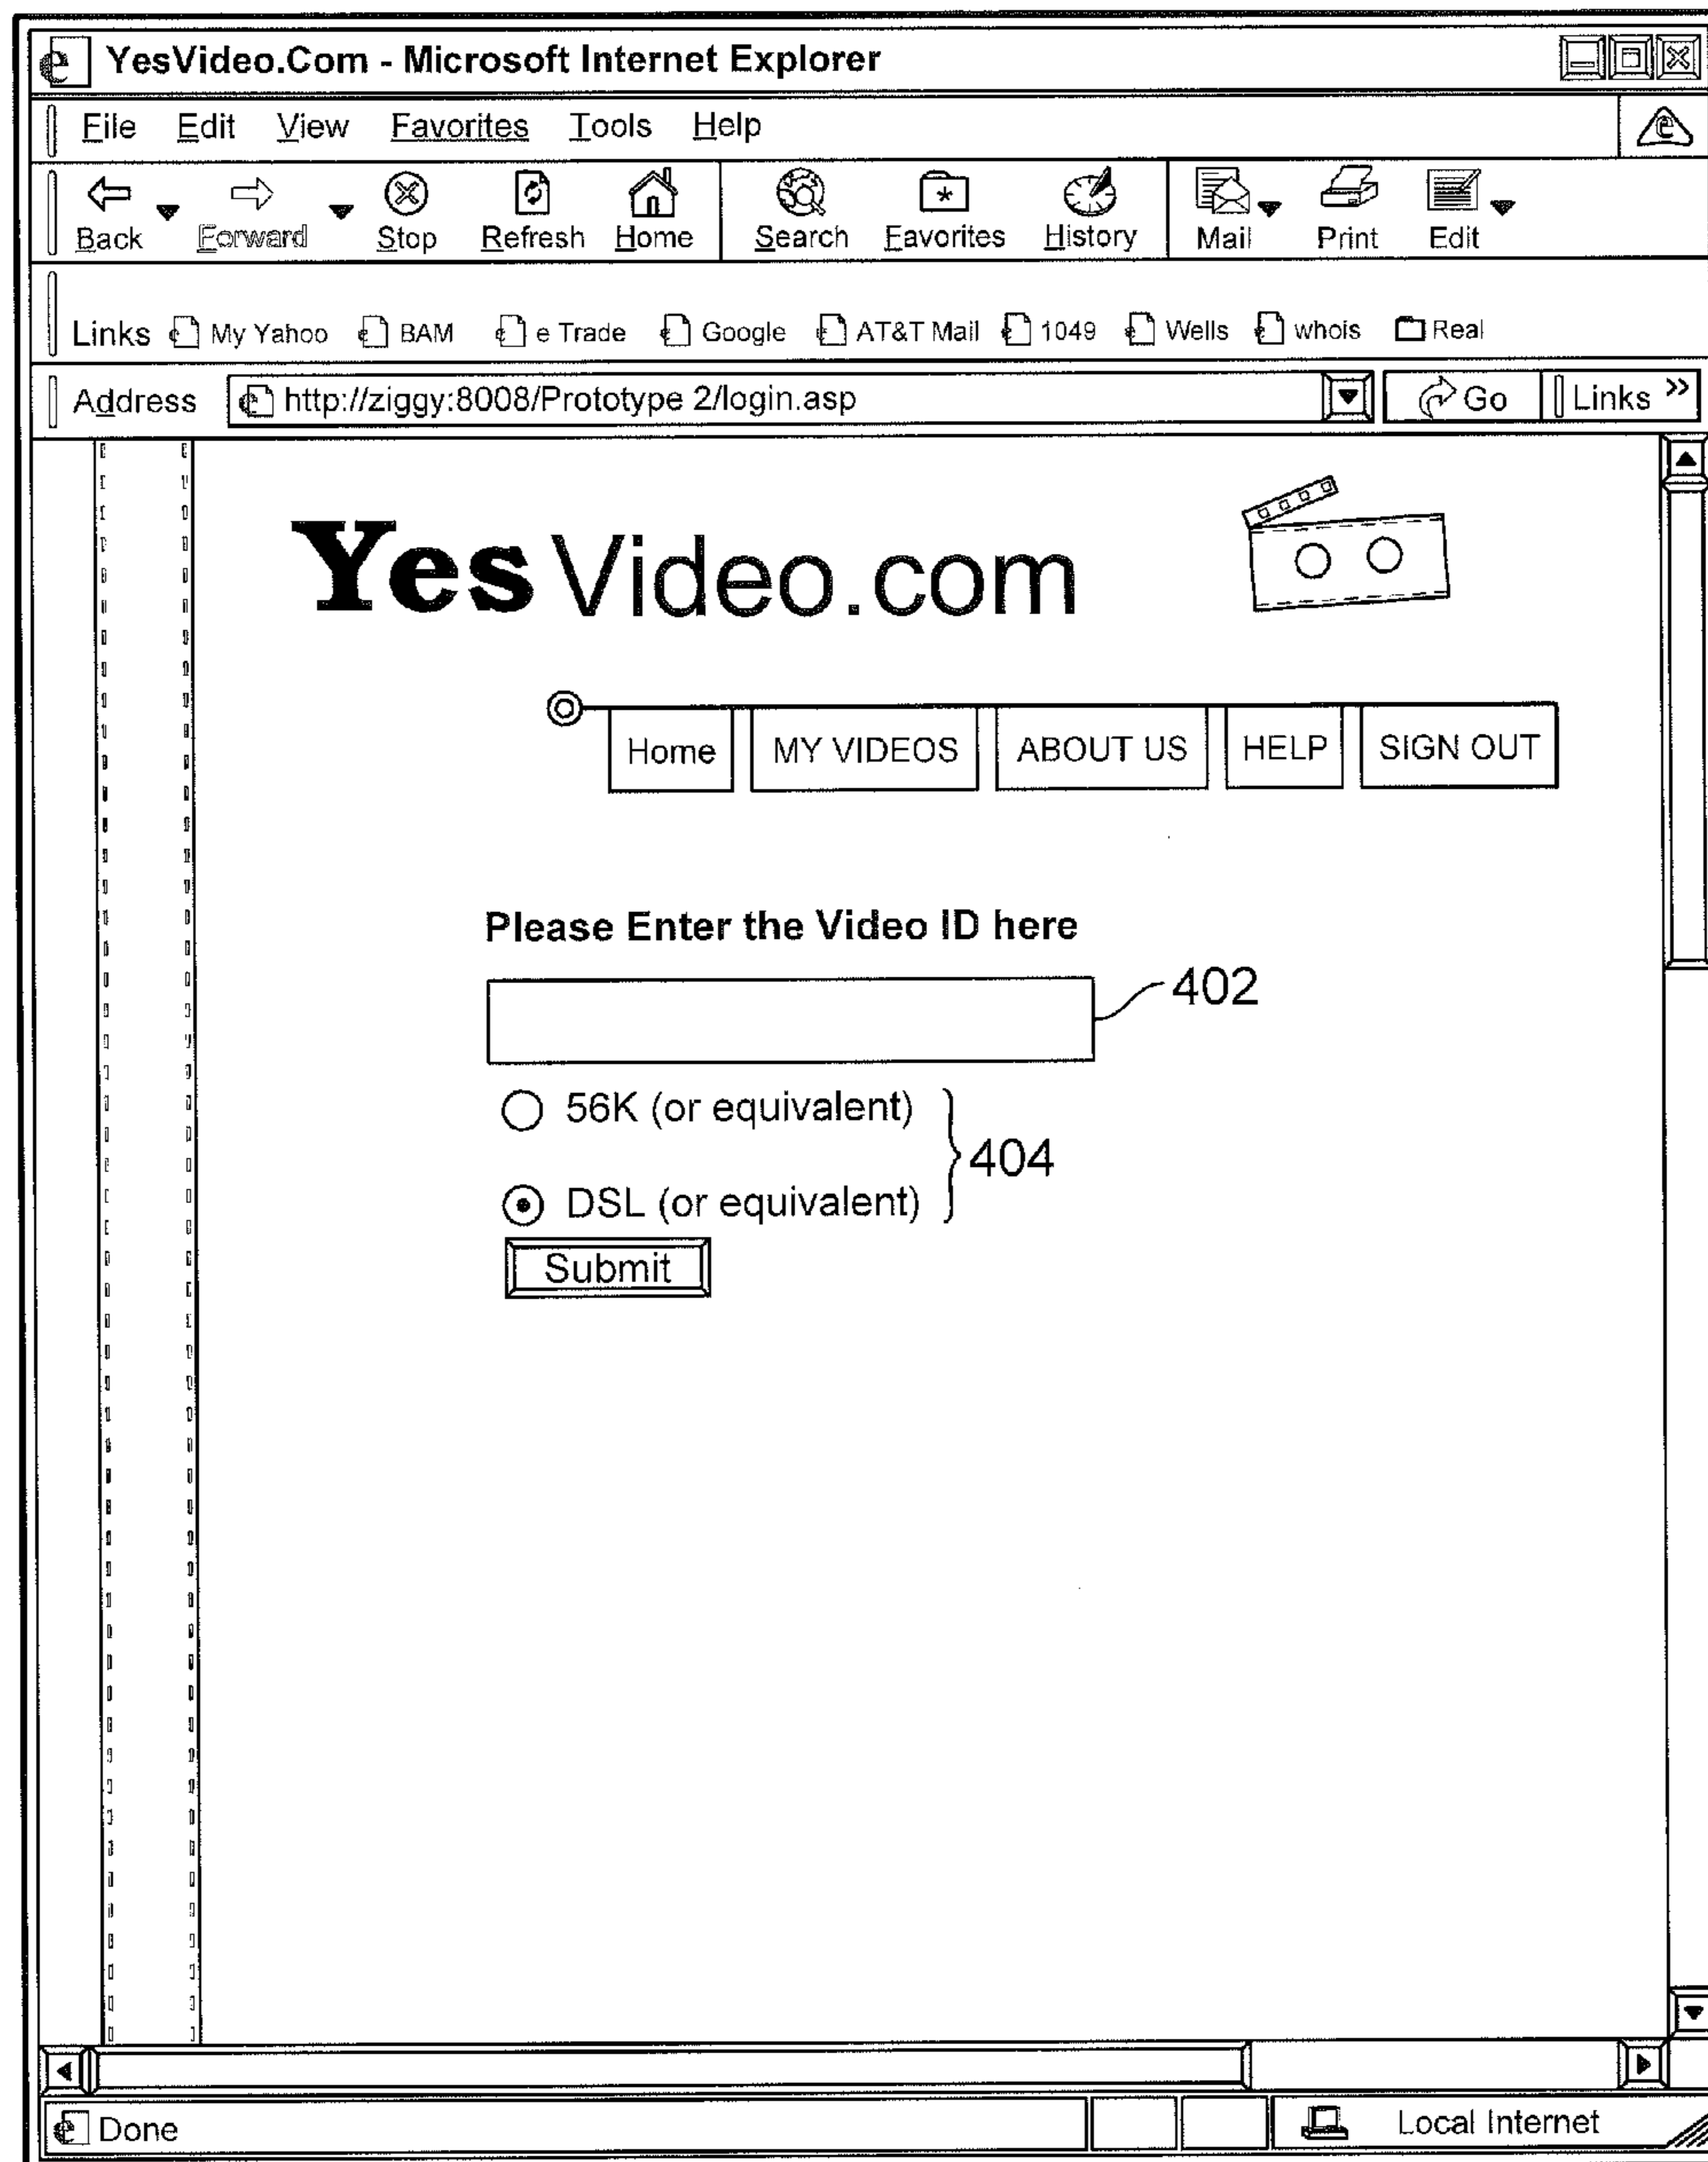 YesVideo.Com - Microsoft Internet Explorer
File Edit View Favorites Tools Help
Back Forward Stop Refresh Home Search Favorites History Mail Print Edit
Links My Yahoo BAM e Trade Google AT&T Mail 1049 Wells whois Real
Address http://ziggy:8008/Prototype 2/login.asp Go Links »
Yes Video.com
Home MY VIDEOS ABOUT US HELP SIGN OUT
Please Enter the Video ID here
402
56K (or equivalent)
404
DSL (or equivalent)
Submit
Done Local Internet